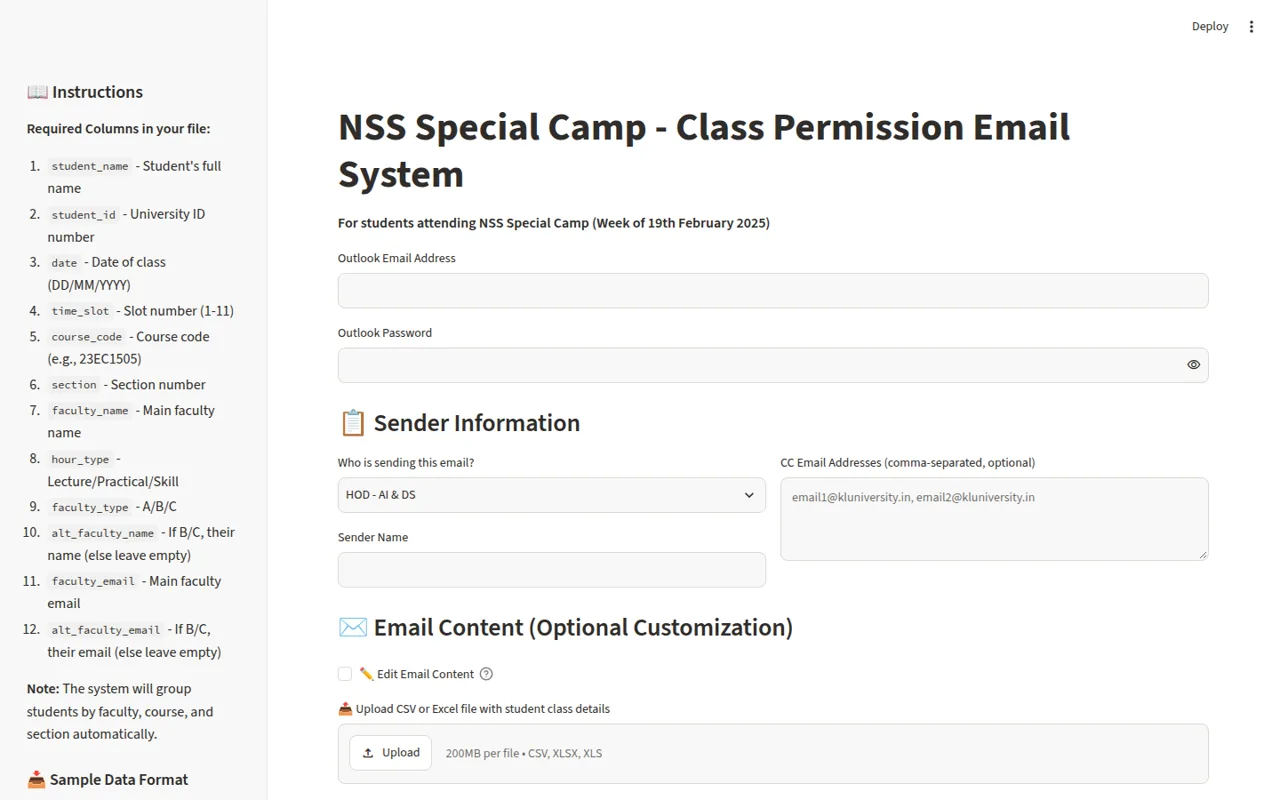 Deploy
📖 Instructions
Required Columns in your file:
1. student_name - Student's full
name
2. student_id - University ID
number
3. date - Date of class
(DD/MM/YYYY)
4. time_slot - Slot number (1-11)
5. course_code - Course code
(e.g., 23EC1505)
6. section - Section number
7. faculty_name - Main faculty
name
8. hour_type -
Lecture/Practical/Skill
9. faculty_type - A/B/C
10. alt_faculty_name - If B/C, their
name (else leave empty)
11. faculty_email - Main faculty
email
12. alt_faculty_email - If B/C,
their email (else leave empty)
Note: The system will group
students by faculty, course, and
section automatically.
📥 Sample Data Format
NSS Special Camp - Class Permission Email
System
For students attending NSS Special Camp (Week of 19th February 2025)
Outlook Email Address
Outlook Password
📋 Sender Information
Who is sending this email?
HOD - AI & DS
Sender Name
CC Email Addresses (comma-separated, optional)
email1@kluniversity.in, email2@kluniversity.in
✉️ Email Content (Optional Customization)
✏️ Edit Email Content
📤 Upload CSV or Excel file with student class details
Upload
200MB per file • CSV, XLSX, XLS